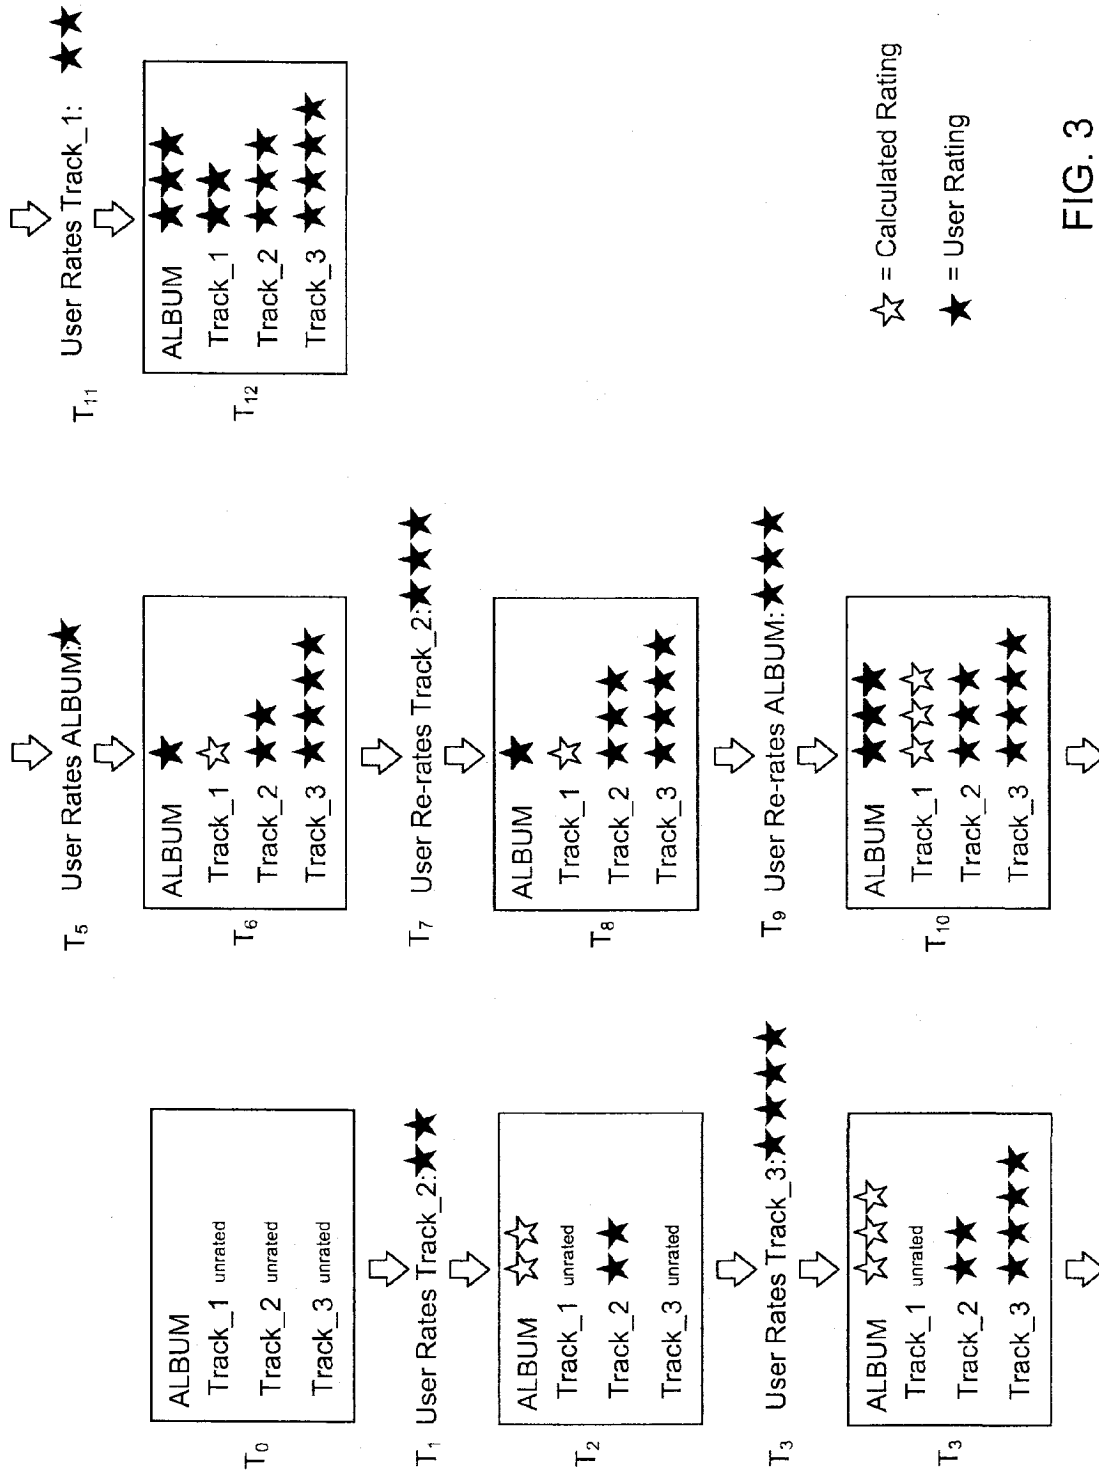 T0
ALBUM
Track_1 unrated
Track_2 unrated
Track_3 unrated
T1 User Rates Track_2:★★
T2
ALBUM ☆☆
Track_1 unrated
Track_2 ★★
Track_3 unrated
T3 User Rates Track_3:★★★★
T3
ALBUM ☆☆☆
Track_1 unrated
Track_2 ★★
Track_3 ★★★★
T5 User Rates ALBUM:★
T6
ALBUM ★
Track_1 ☆
Track_2 ★★
Track_3 ★★★★
T7 User Re-rates Track_2:★★★
T8
ALBUM ★
Track_1 ☆
Track_2 ★★★
Track_3 ★★★★
T9 User Re-rates ALBUM:★★★
T10
ALBUM ★★★
Track_1 ☆☆☆
Track_2 ★★★
Track_3 ★★★★
T11 User Rates Track_1: ★★
T12
ALBUM ★★★
Track_1 ★★
Track_2 ★★★
Track_3 ★★★★
☆ = Calculated Rating
★ = User Rating
FIG. 3